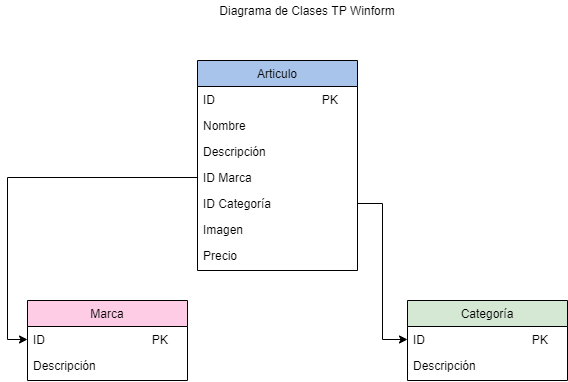 Diagrama de Clases TP Winform
Articulo
ID PK
Nombre
Descripción
ID Marca
ID Categoría
Imagen
Precio
Marca
ID PK
Descripción
Categoría
ID PK
Descripción